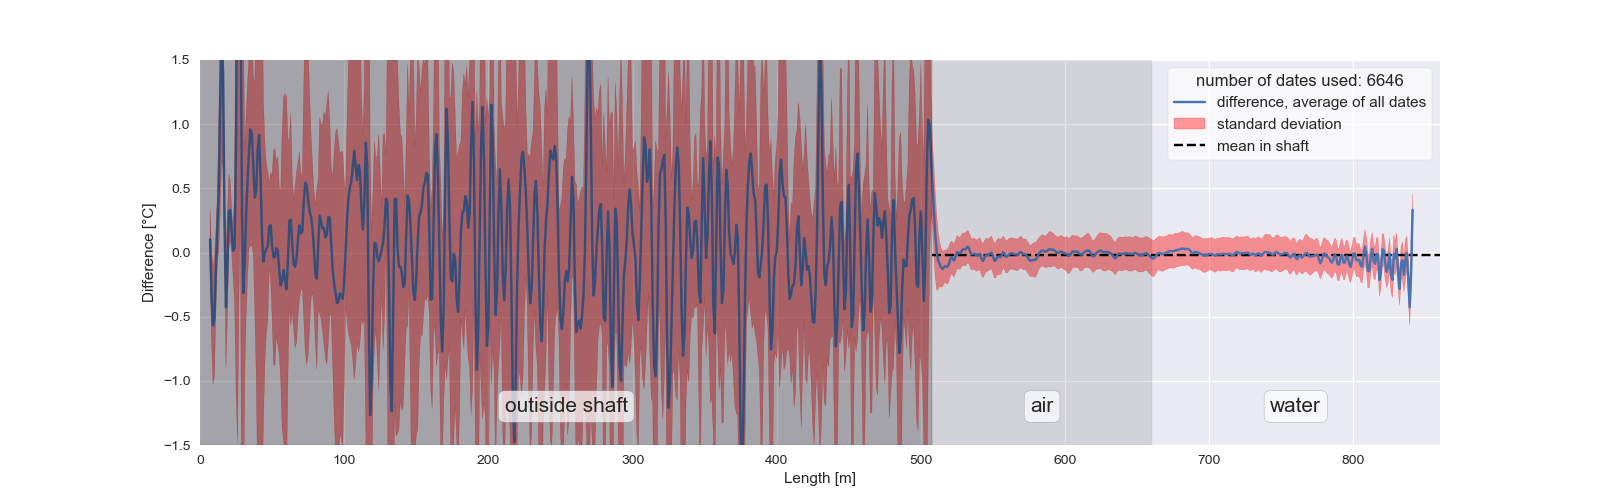 1.5
1.0
0.5
0.0
−0.5
−1.0
−1.5
Difference [°C]
number of dates used: 6646
difference, average of all dates
standard deviation
mean in shaft
outiside shaft
air
water
0 100 200 300 400 500 600 700 800
Length [m]